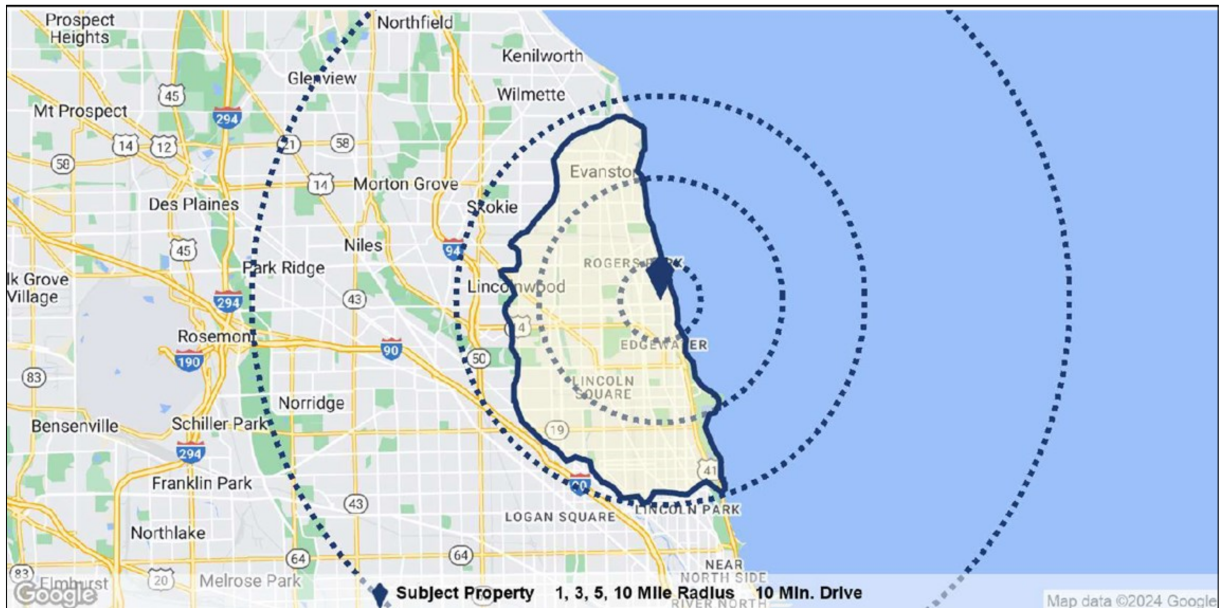 Prospect
Heights
Northfield
Kenilworth
Glenview
45
Wilmette
Mt Prospect
294
14
12
21
58
58
Evanston
14
Morton Grove
Skokie
Des Plaines
45
Niles
94
ROGERS PARK
Park Ridge
lk Grove
Village
Lincolnwood
294
43
14
Rosemont
EDGEWATER
190
90
50
83
LINCOLN
SQUARE
Norridge
Schiller Park
19
Bensenville
294
41
Franklin Park
90
43
LOGAN SQUARE
LINCOLN PARK
Northlake
64
64
NEAR
NORTH SIDE
83
Elmhurst
20
Melrose Park
RIVER NORTH
Google
Subject Property 1, 3, 5, 10 Mile Radius 10 Min. Drive
Map data ©2024 Google